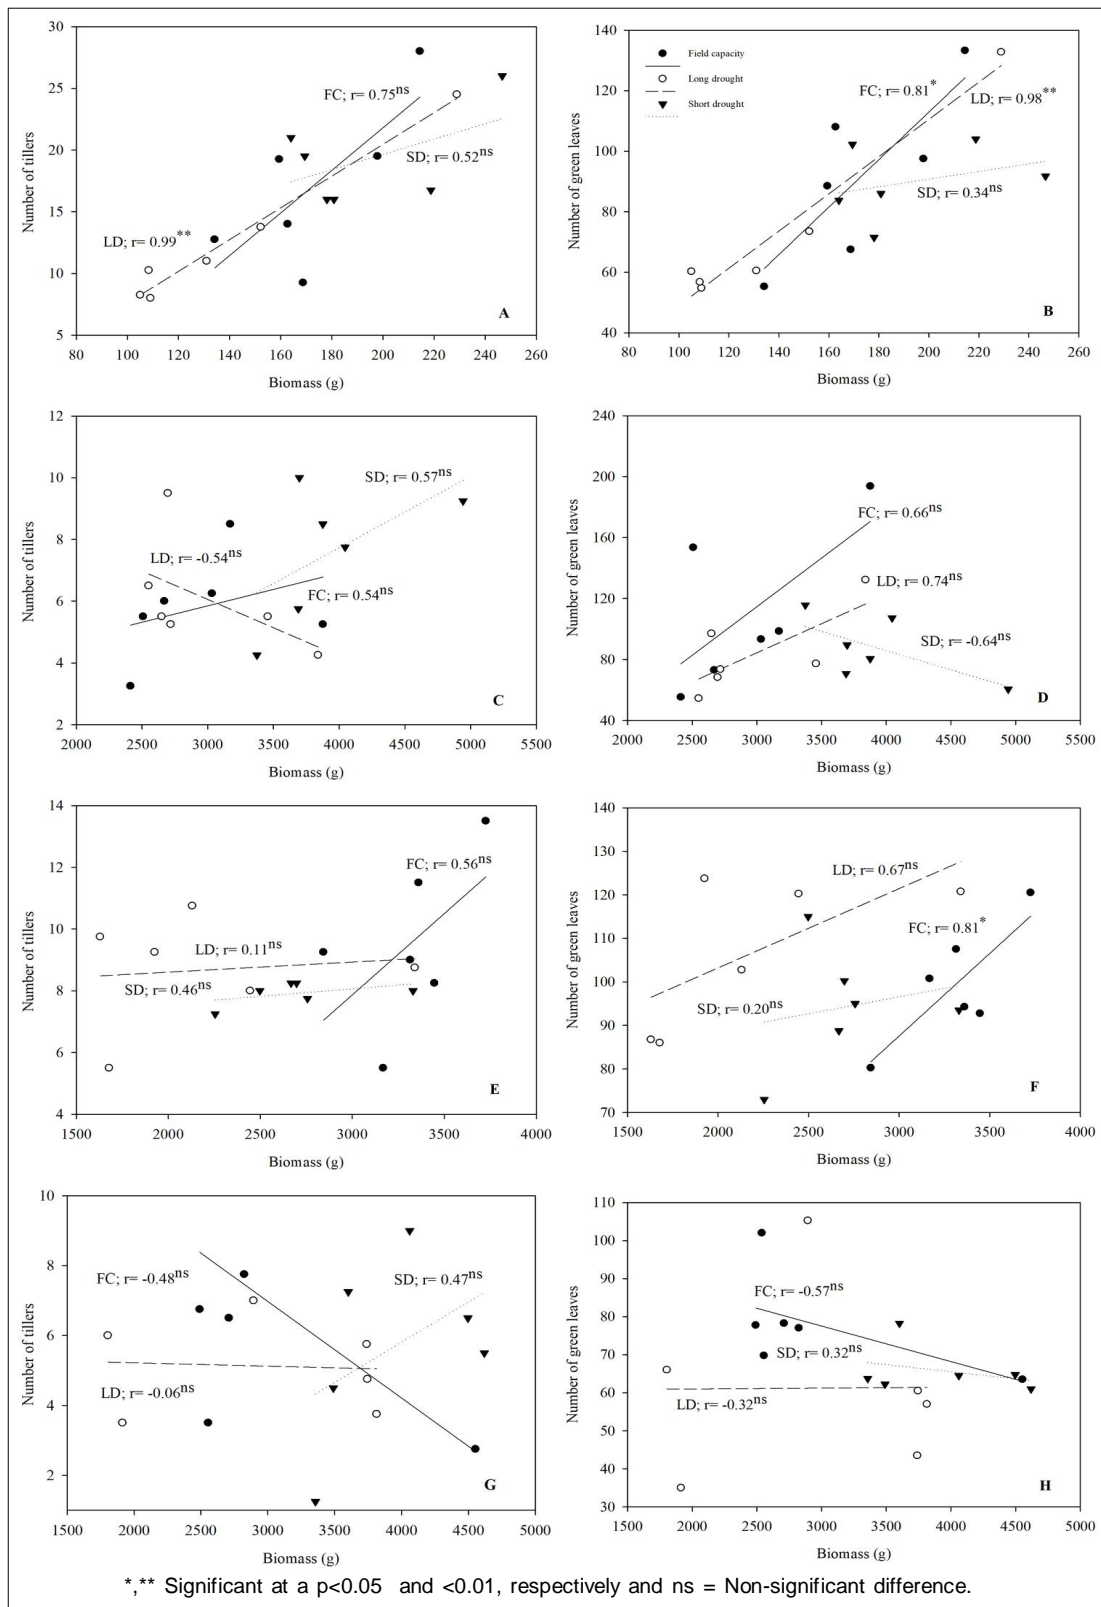 30
25
20
15
10
5
Number of tillers
FC; r= 0.75ns
SD; r= 0.52ns
LD; r= 0.99**
A
80 100 120 140 160 180 200 220 240 260
Biomass (g)
140
120
100
80
60
40
Number of green leaves
Field capacity
Long drought
Short drought
FC; r= 0.81*
LD; r= 0.98**
SD; r= 0.34ns
B
80 100 120 140 160 180 200 220 240 260
Biomass (g)
12
10
8
6
4
2
Number of tillers
SD; r= 0.57ns
LD; r= -0.54ns
FC; r= 0.54ns
C
2000 2500 3000 3500 4000 4500 5000 5500
Biomass (g)
240
200
160
120
80
40
Number of green leaves
FC; r= 0.66ns
LD; r= 0.74ns
SD; r= -0.64ns
D
2000 2500 3000 3500 4000 4500 5000 5500
Biomass (g)
14
12
10
8
6
4
Number of tillers
FC; r= 0.56ns
LD; r= 0.11ns
SD; r= 0.46ns
E
1500 2000 2500 3000 3500 4000
Biomass (g)
140
130
120
110
100
90
80
70
Number of green leaves
LD; r= 0.67ns
FC; r= 0.81*
SD; r= 0.20ns
F
1500 2000 2500 3000 3500 4000
Biomass (g)
10
8
6
4
2
Number of tillers
FC; r= -0.48ns
SD; r= 0.47ns
LD; r= -0.06ns
G
1500 2000 2500 3000 3500 4000 4500 5000
Biomass (g)
110
100
90
80
70
60
50
40
30
Number of green leaves
FC; r= -0.57ns
SD; r= 0.32ns
LD; r= -0.32ns
H
1500 2000 2500 3000 3500 4000 4500 5000
Biomass (g)
*,** Significant at a p<0.05 and <0.01, respectively and ns = Non-significant difference.